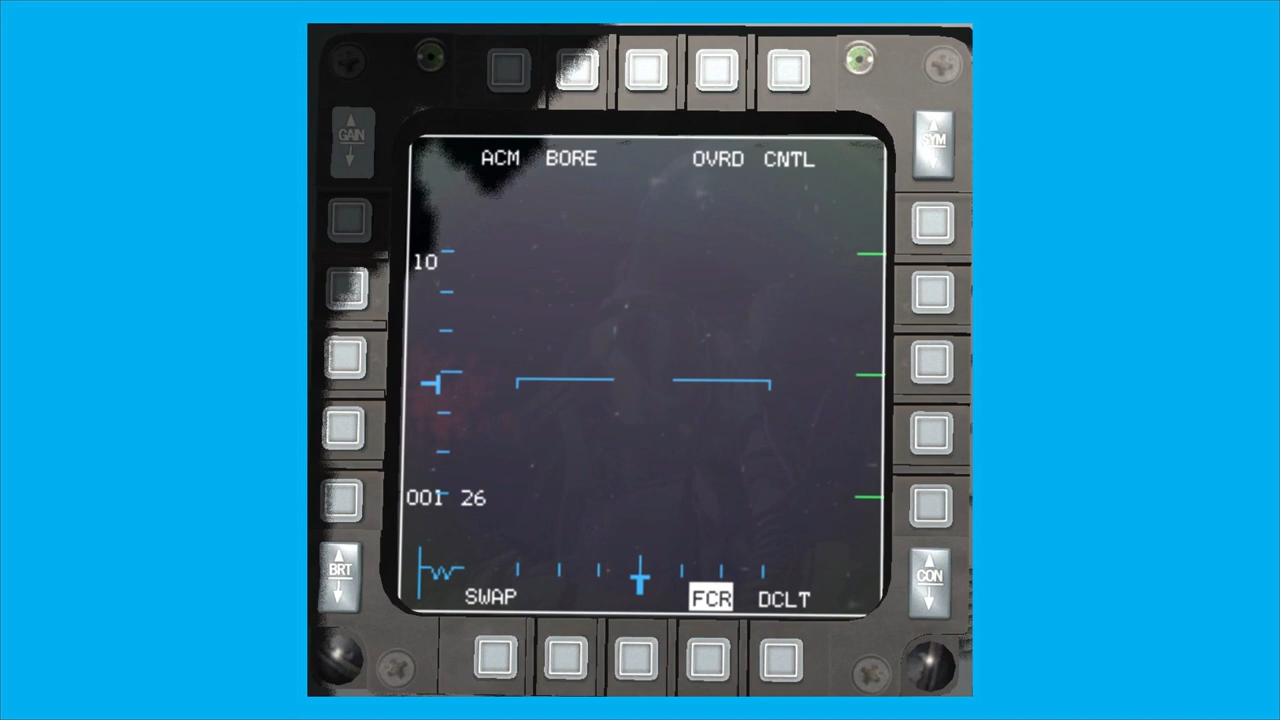 ACM BORE OVRD CNTL
GAIN
SYM
10
001 26
BRT
CON
SWAP FCR DCLT